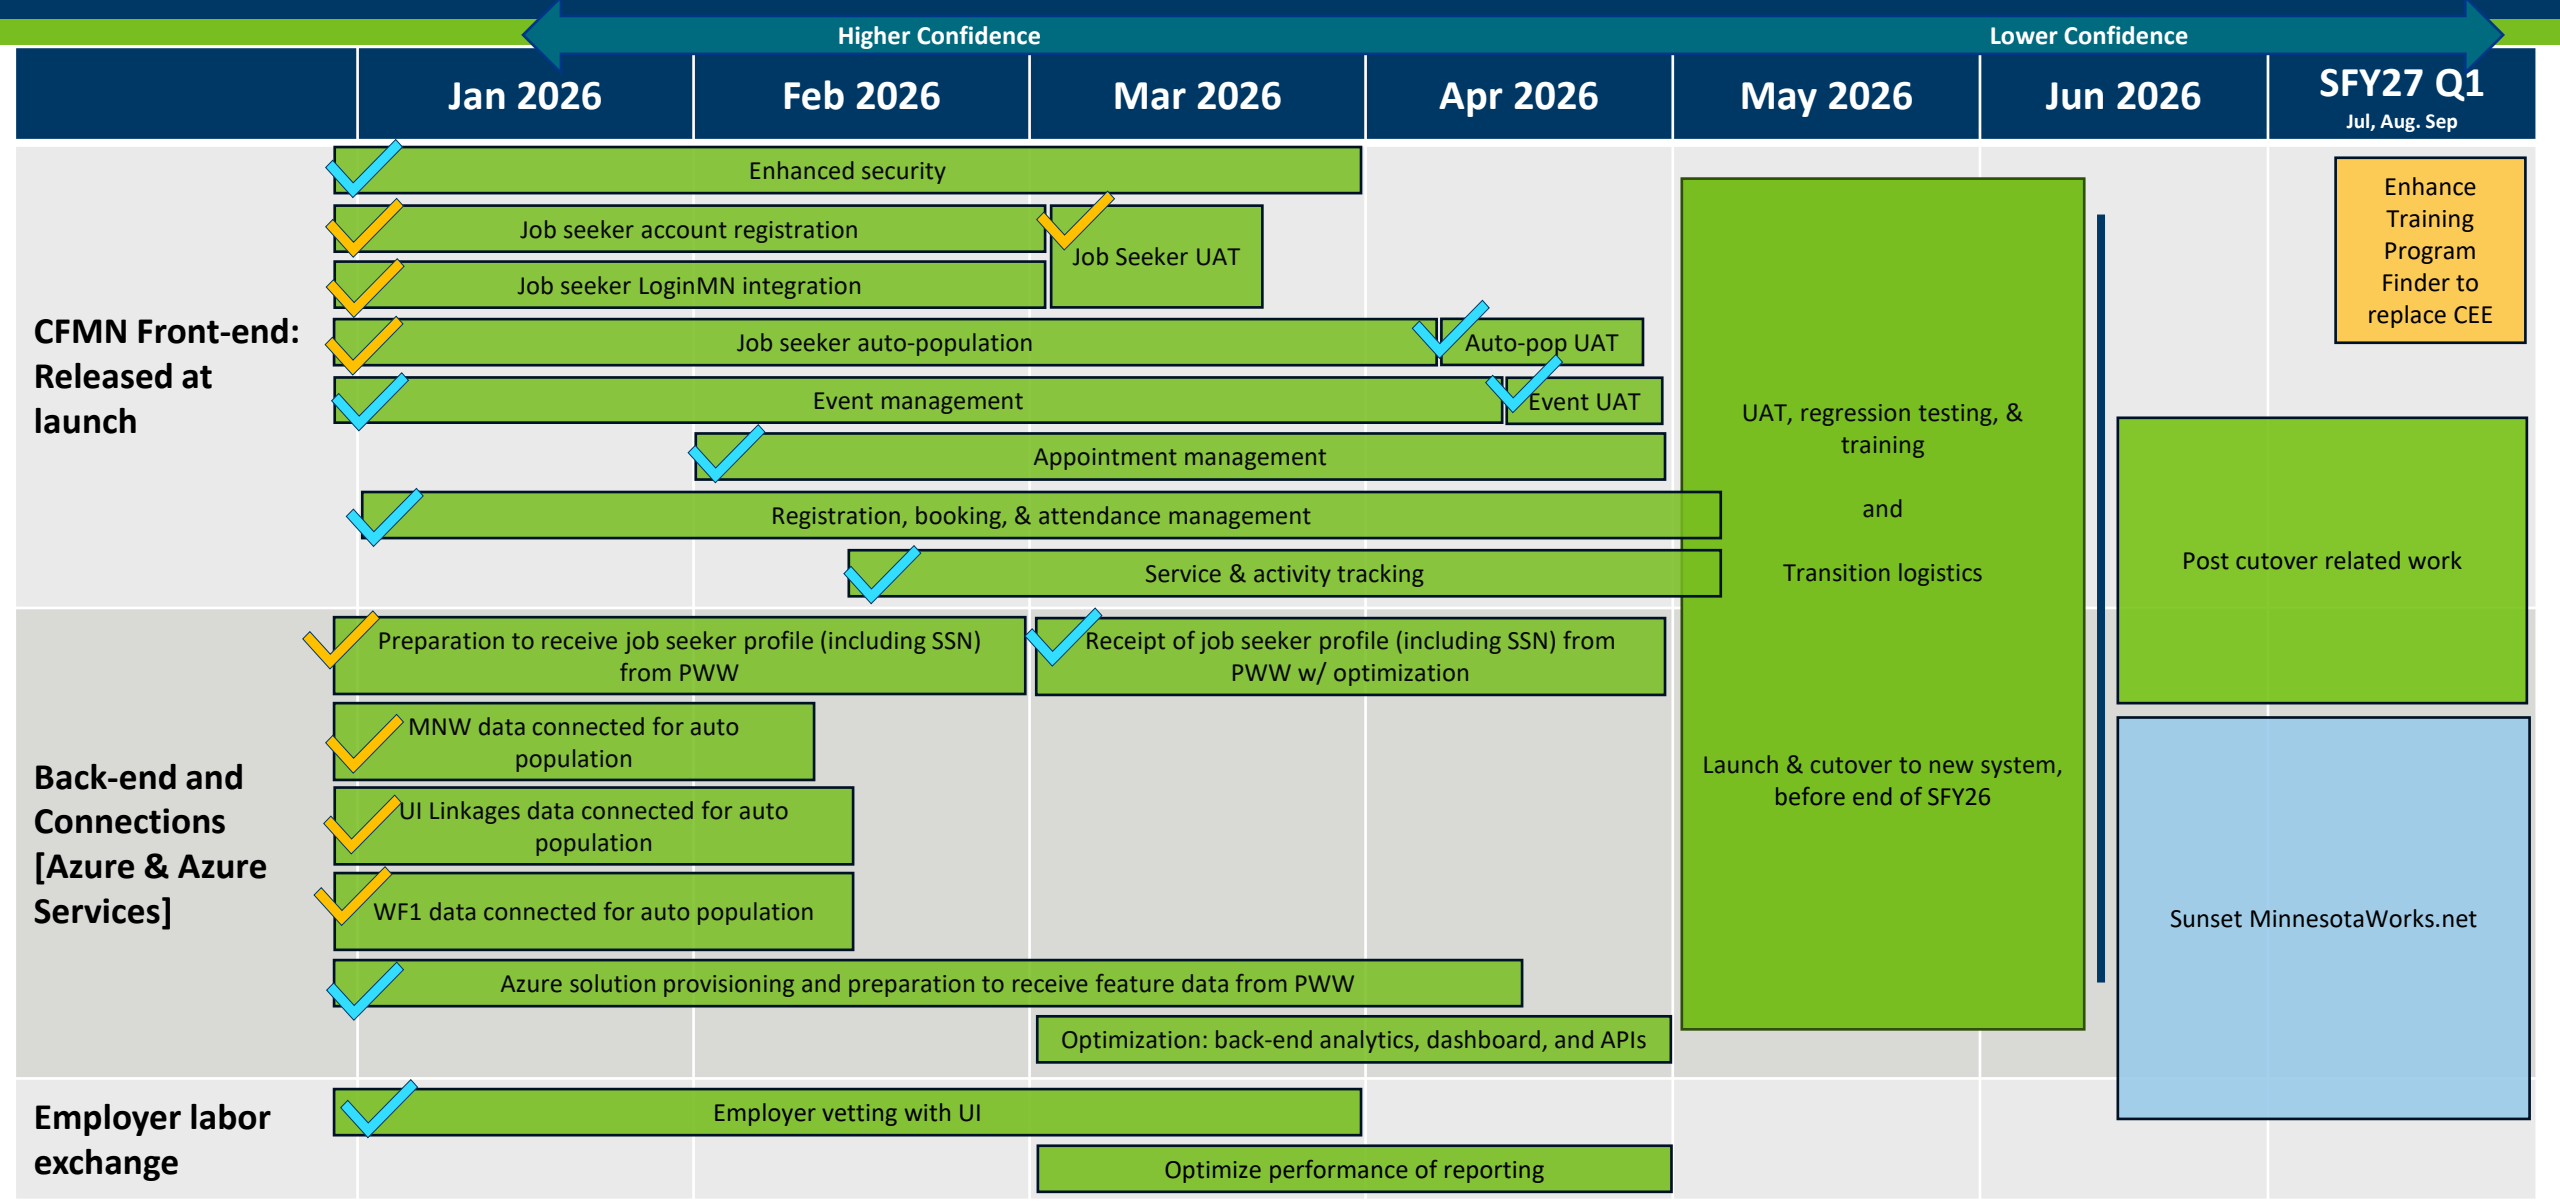 Higher Confidence
Lower Confidence
Jan 2026
Feb 2026
Mar 2026
Apr 2026
May 2026
Jun 2026
SFY27 Q1
Jul, Aug. Sep
CFMN Front-end:
Released at
launch
Enhanced security
Job seeker account registration
Job seeker LoginMN integration
Job Seeker UAT
Job seeker auto-population
Auto-pop UAT
Event management
Event UAT
Appointment management
Registration, booking, & attendance management
Service & activity tracking
UAT, regression testing, &
training
and
Transition logistics
Launch & cutover to new system,
before end of SFY26
Enhance
Training
Program
Finder to
replace CEE
Post cutover related work
Back-end and
Connections
[Azure & Azure
Services]
Preparation to receive job seeker profile (including SSN)
from PWW
Receipt of job seeker profile (including SSN) from
PWW w/ optimization
MNW data connected for auto
population
UI Linkages data connected for auto
population
WF1 data connected for auto population
Azure solution provisioning and preparation to receive feature data from PWW
Optimization: back-end analytics, dashboard, and APIs
Sunset MinnesotaWorks.net
Employer labor
exchange
Employer vetting with UI
Optimize performance of reporting